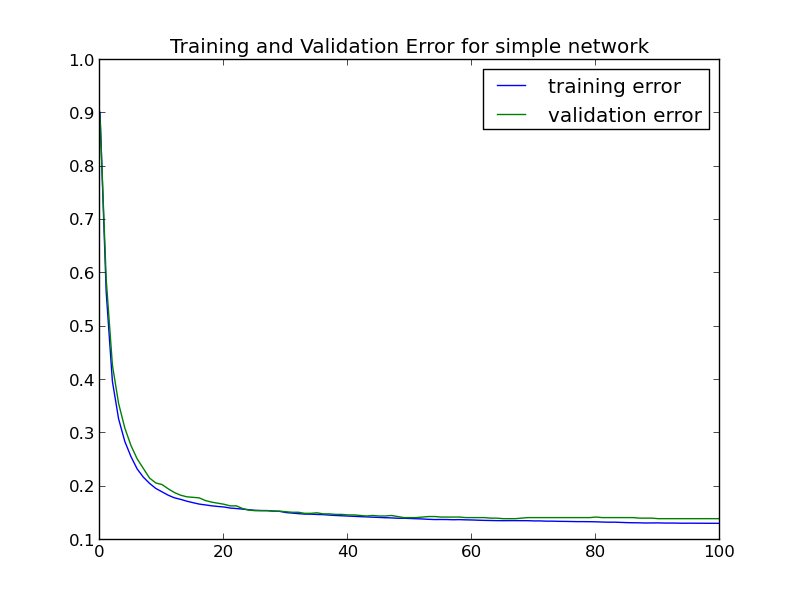 Training and Validation Error for simple network
1.0
training error
validation error
0.9
0.8
0.7
0.6
0.5
0.4
0.3
0.2
0.1
0 20 40 60 80 100